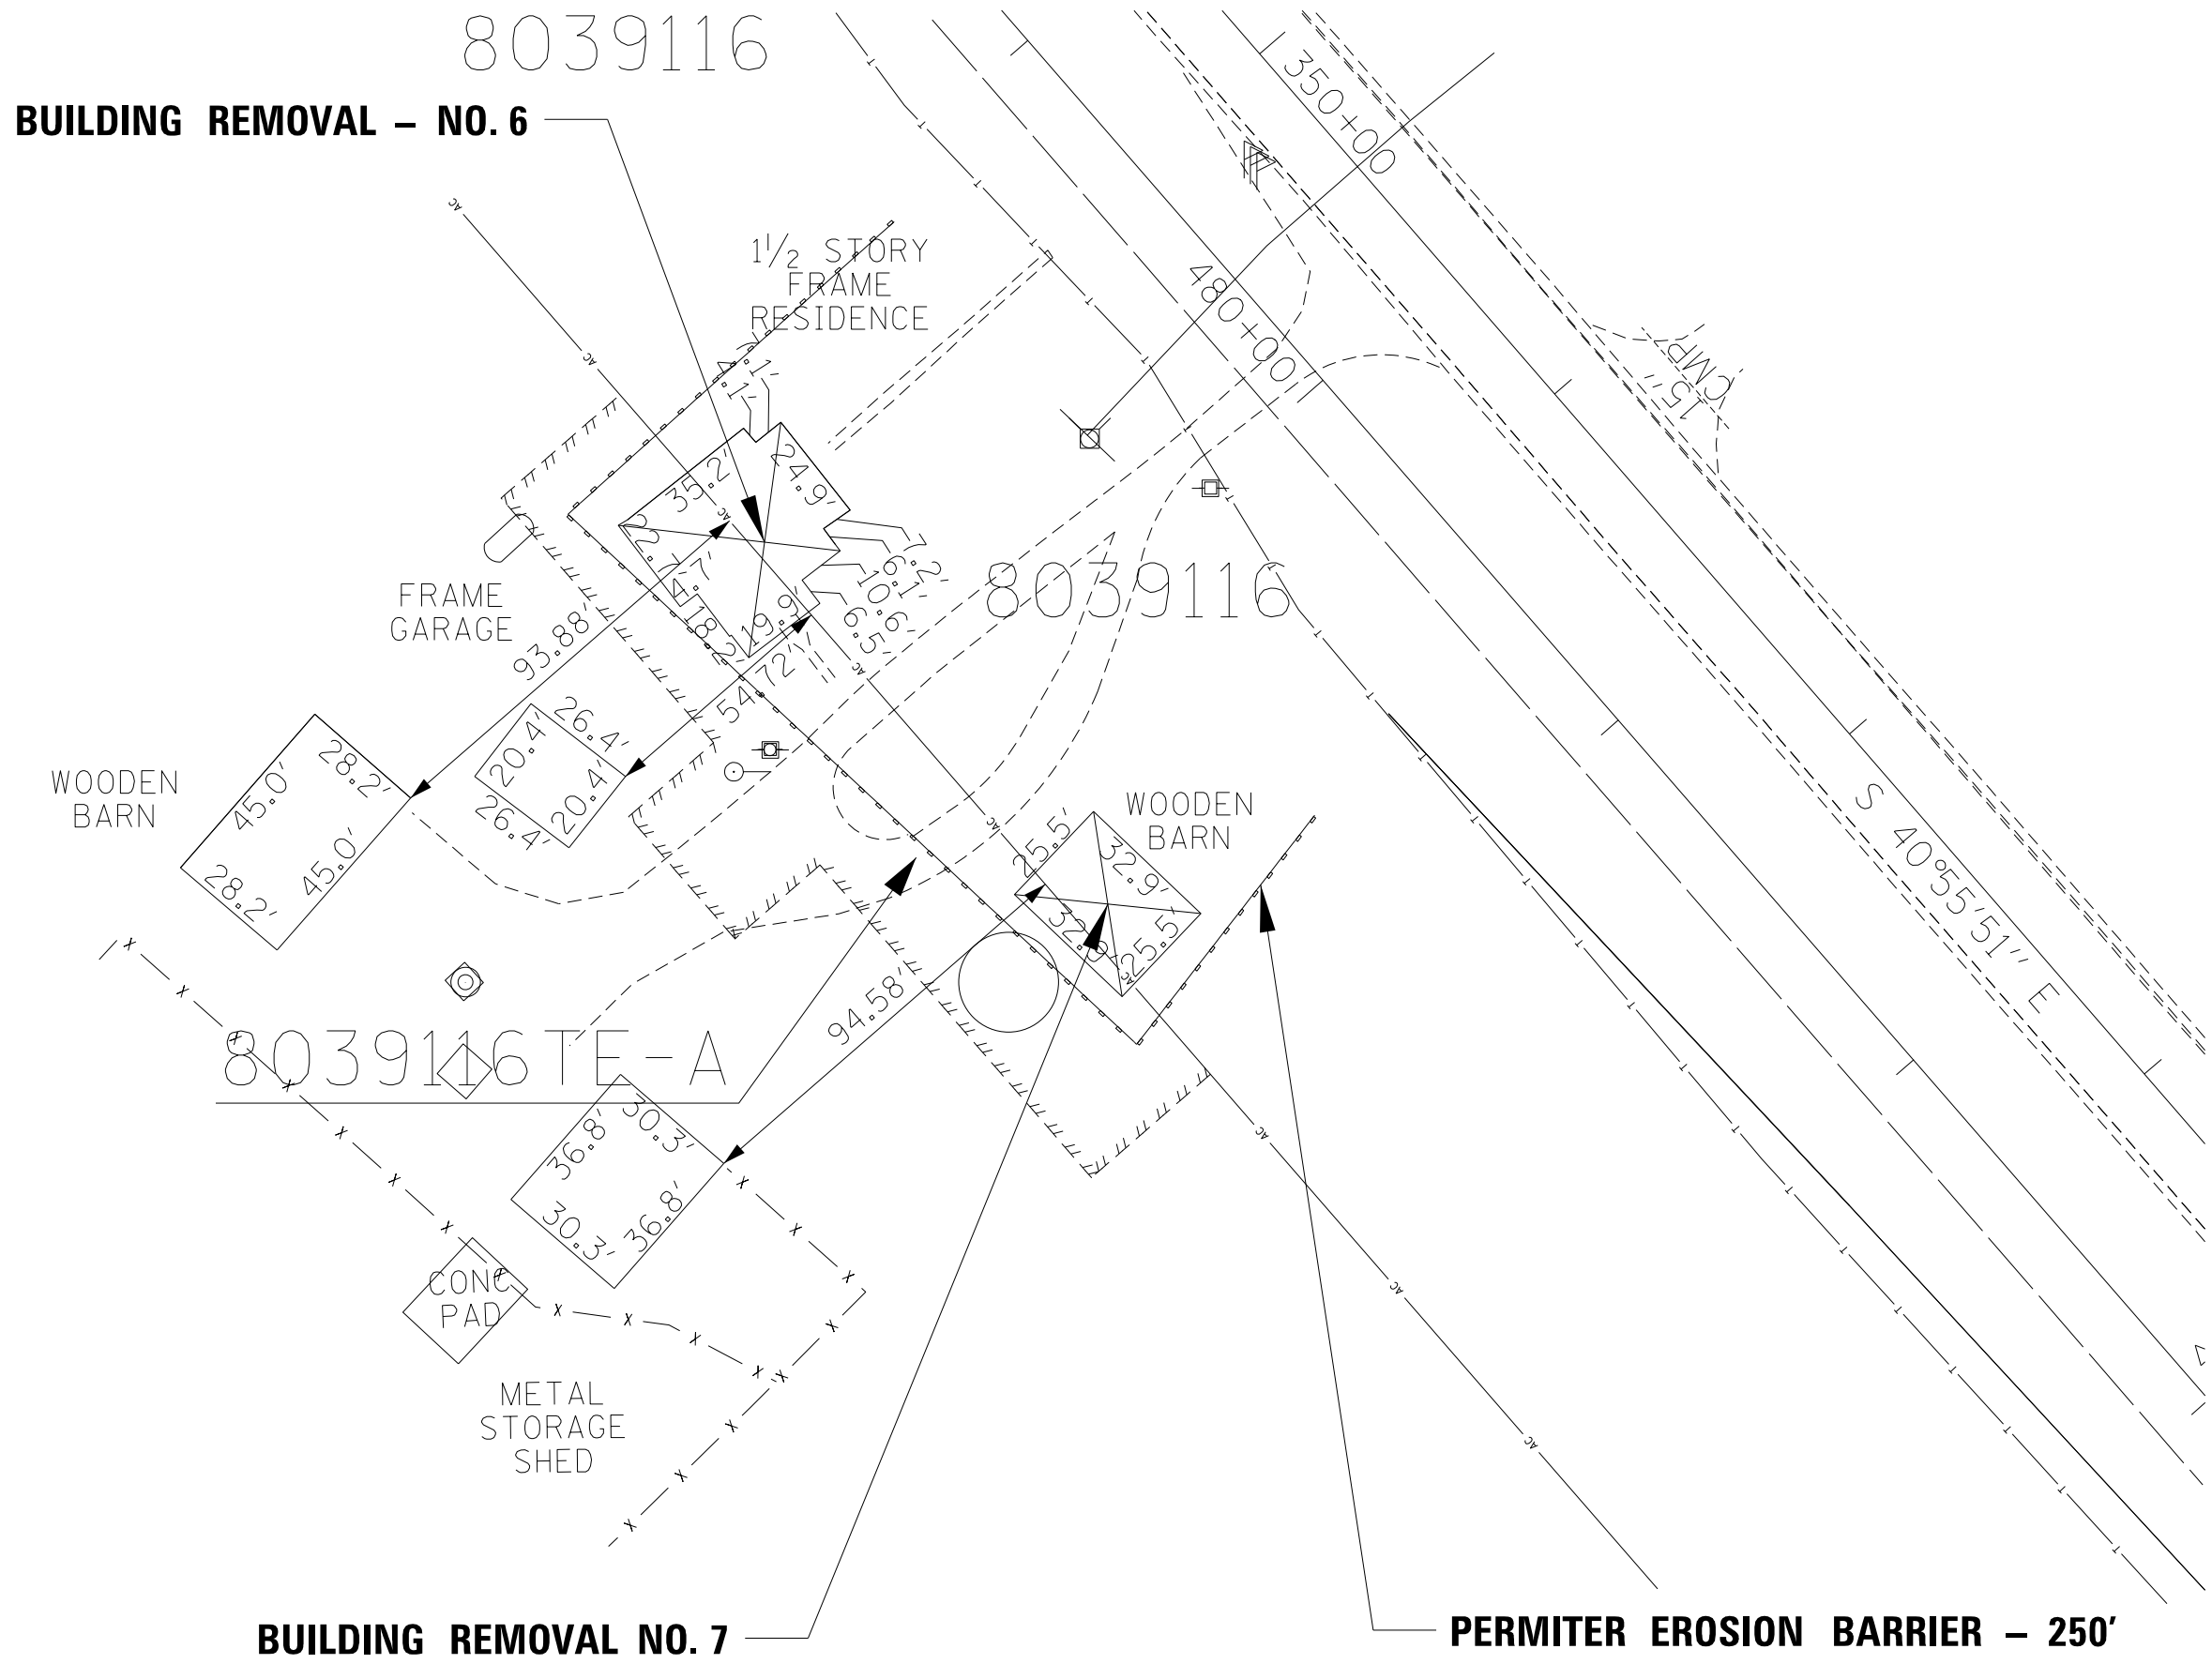 8039116
BUILDING REMOVAL – NO. 6
350+00
1 1/2 STORY
FRAME
RESIDENCE
480+00
15" CMP
35.2'
24.9'
7.2'
6.1'
10.6'
6.5'
4.7'
18.2'
19.9'
8039116
FRAME
GARAGE
93.88'
54.72'
26.4'
20.4'
20.4'
26.4'
WOODEN
BARN
28.2'
45.0'
45.0'
28.2'
WOODEN
BARN
25.5'
32.9'
32.9'
25.5'
S 40°55'51" E
94.58'
8039116TE-A
30.3'
36.8'
36.8'
30.3'
CONC
PAD
METAL
STORAGE
SHED
BUILDING REMOVAL NO. 7
PERMITER EROSION BARRIER – 250'